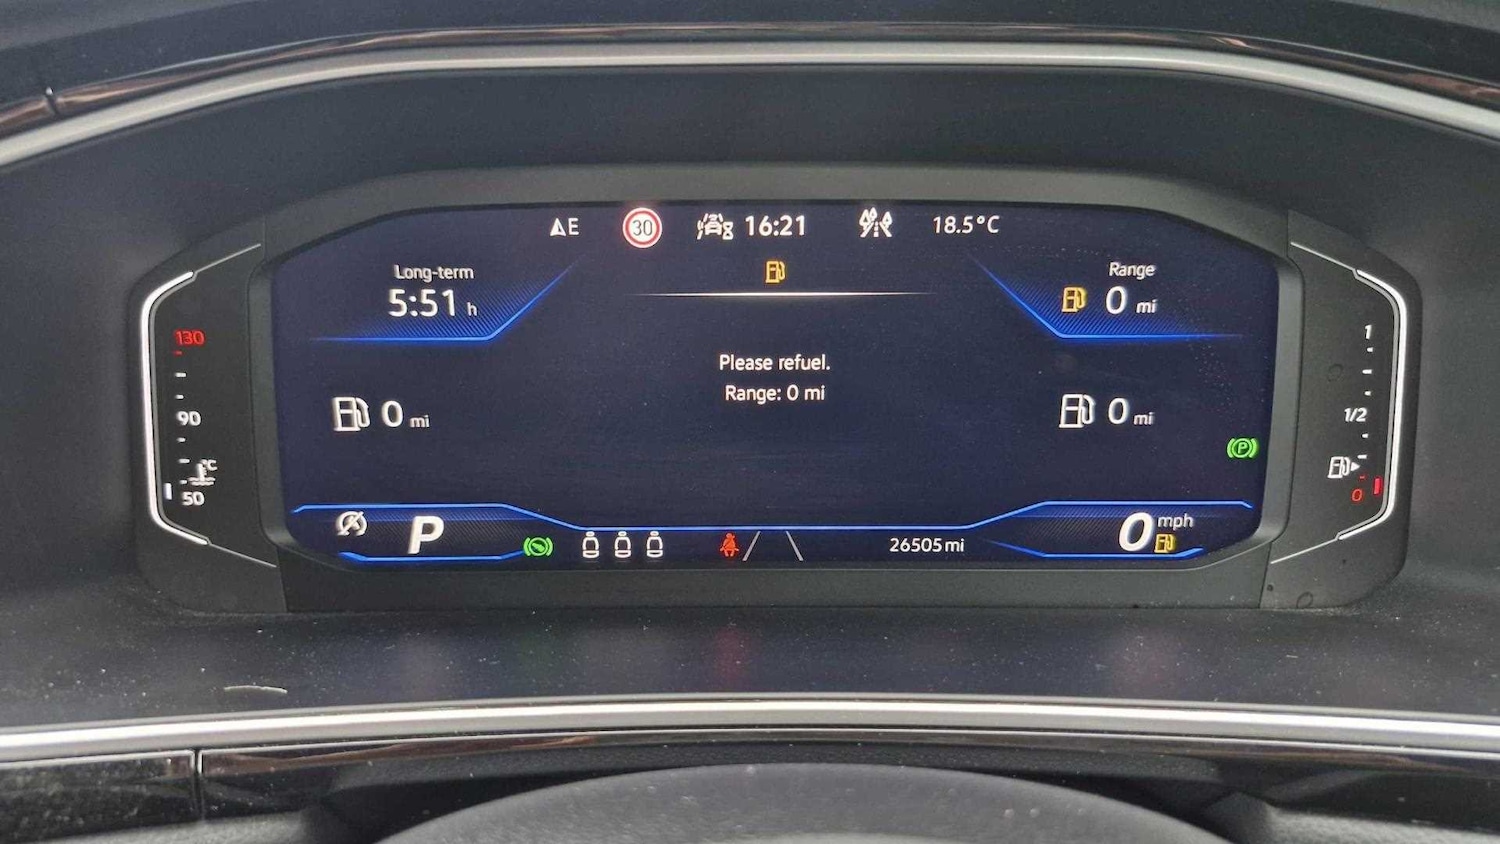 E 30 16:21 18.5°C
Long-term
5:51 h
Range
0 mi
130
90
°C
50
0 mi
Please refuel.
Range: 0 mi
0 mi
P
1
1/2
0
P
26505 mi
0 mph